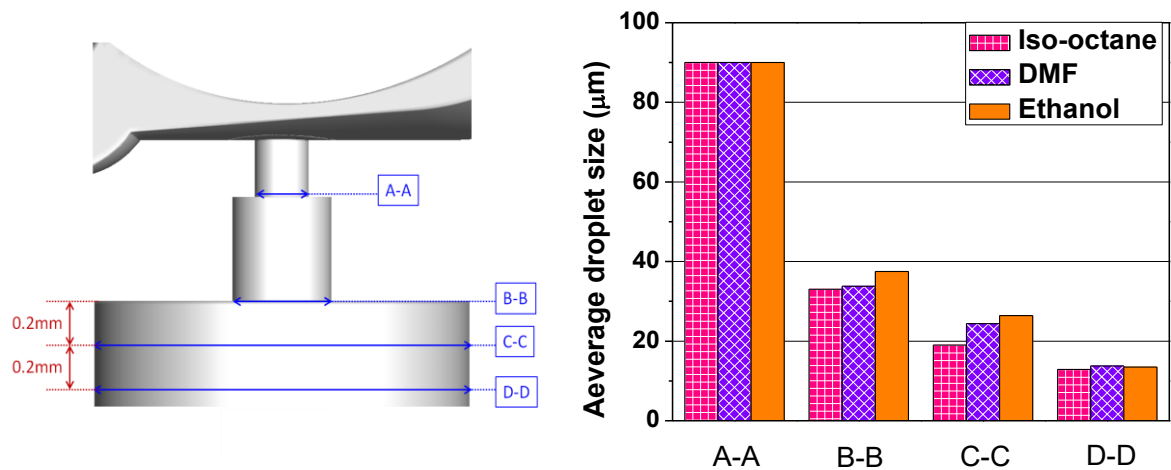 A-A
B-B
C-C
D-D
0.2mm
0.2mm
Aeverage droplet size (μm)
100
80
60
40
20
0
Iso-octane
DMF
Ethanol
A-A
B-B
C-C
D-D